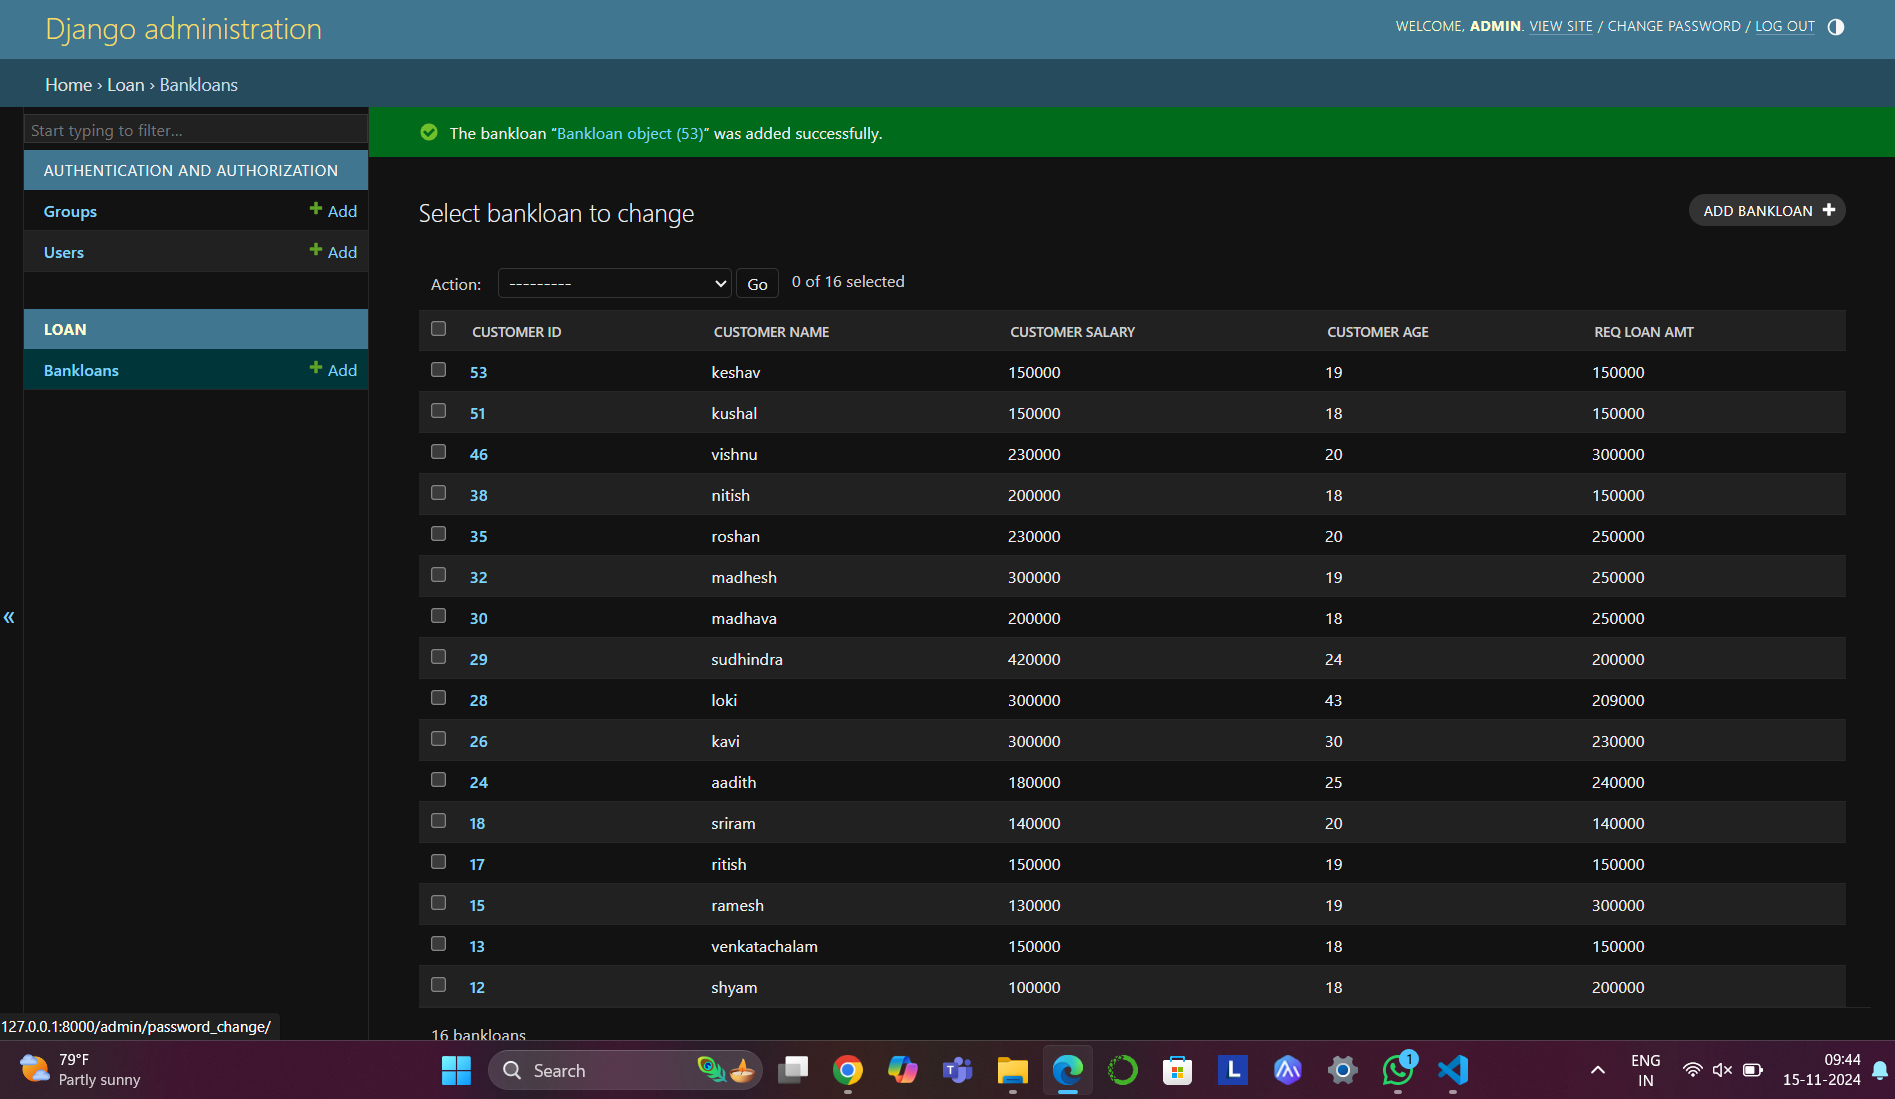 Django administration
WELCOME, ADMIN. VIEW SITE / CHANGE PASSWORD / LOG OUT
Home › Loan › Bankloans
Start typing to filter...
AUTHENTICATION AND AUTHORIZATION
Groups + Add
Users + Add
LOAN
Bankloans + Add
«
The bankloan “Bankloan object (53)” was added successfully.
Select bankloan to change
ADD BANKLOAN +
Action: --------- Go 0 of 16 selected
CUSTOMER ID CUSTOMER NAME CUSTOMER SALARY CUSTOMER AGE REQ LOAN AMT
53 keshav 150000 19 150000
51 kushal 150000 18 150000
46 vishnu 230000 20 300000
38 nitish 200000 18 150000
35 roshan 230000 20 250000
32 madhesh 300000 19 250000
30 madhava 200000 18 250000
29 sudhindra 420000 24 200000
28 loki 300000 43 209000
26 kavi 300000 30 230000
24 aadith 180000 25 240000
18 sriram 140000 20 140000
17 ritish 150000 19 150000
15 ramesh 130000 19 300000
13 venkatachalam 150000 18 150000
12 shyam 100000 18 200000
16 bankloans
127.0.0.1:8000/admin/password_change/
79°F
Partly sunny
Search
T
L
1
ENG
IN
09:44
15-11-2024